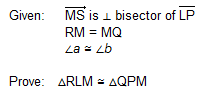 Given: MS is ⊥ bisector of LP
RM = MQ
∠a ≅ ∠b
Prove: △RLM ≅ △QPM